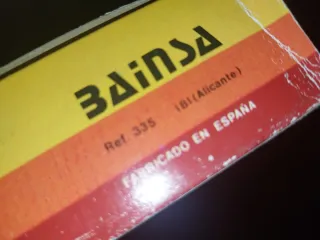 BAiNSA
Ref. 335 IBI (Alicante)
FABRICADO EN ESPAÑA